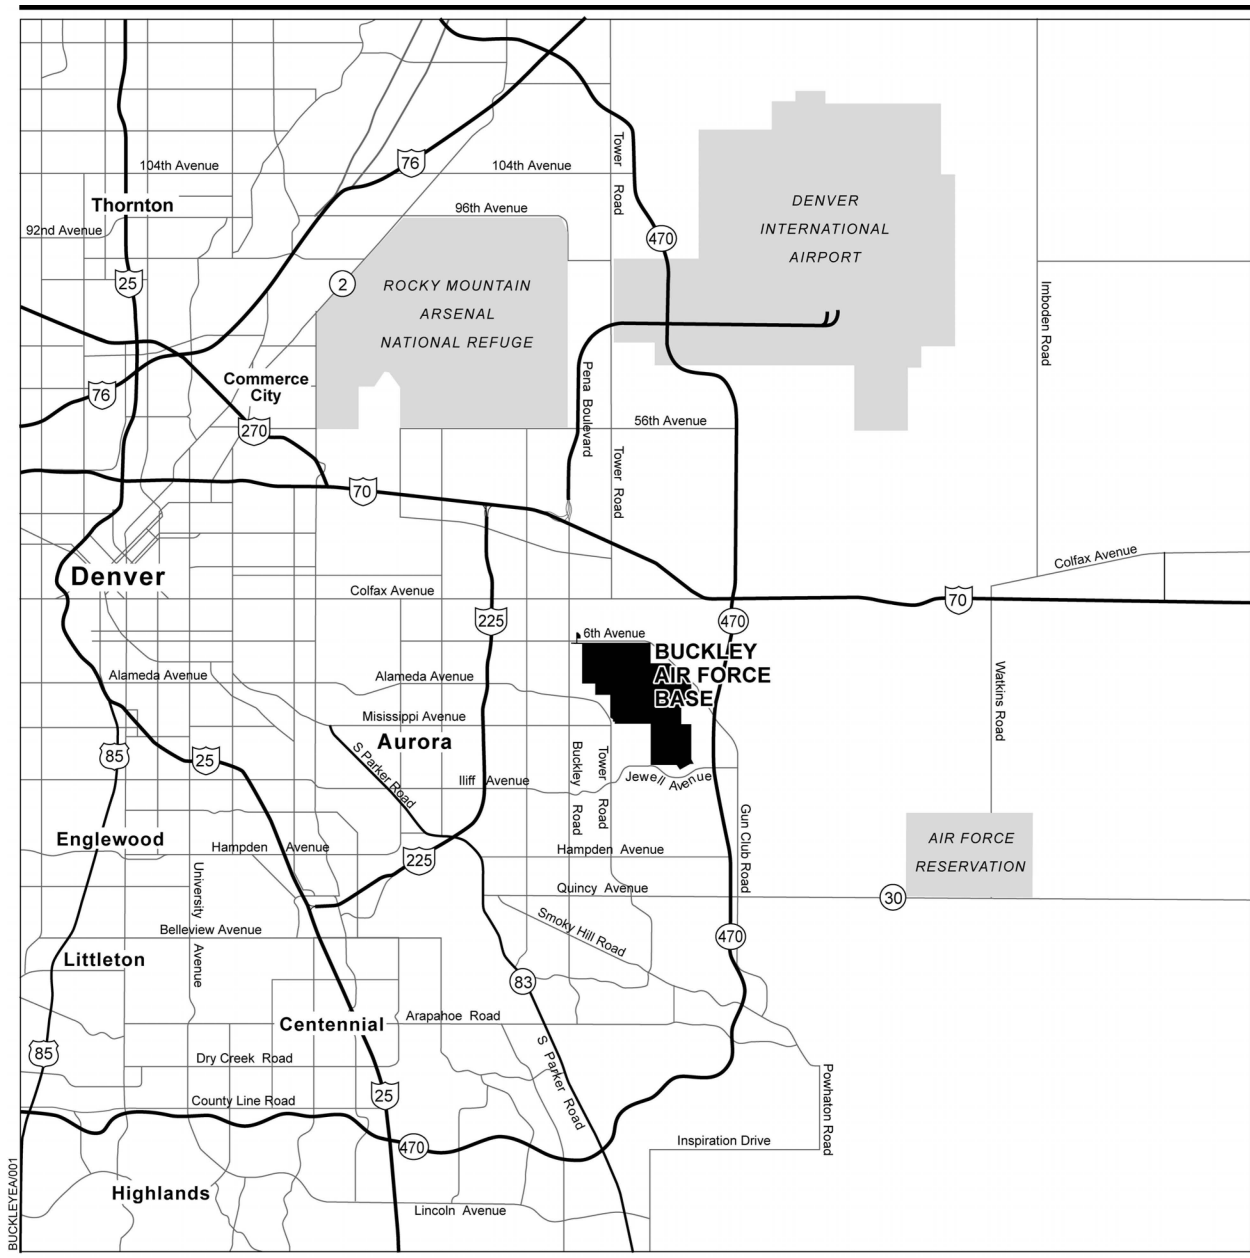 104th Avenue
76
104th Avenue
Tower Road
Thornton
92nd Avenue
96th Avenue
470
DENVER
INTERNATIONAL
AIRPORT
25
2
ROCKY MOUNTAIN
ARSENAL
NATIONAL REFUGE
Imboden Road
76
Commerce
City
270
Pena Boulevard
56th Avenue
Tower Road
70
Denver
Colfax Avenue
Colfax Avenue
70
225
470
6th Avenue
BUCKLEY
AIR FORCE
BASE
Alameda Avenue
Alameda Avenue
Watkins Road
Misissippi Avenue
Aurora
85
25
S Parker Road
Iliff Avenue
Buckley Road
Tower Road
Jewell Avenue
Gun Club Road
Englewood
Hampden Avenue
225
Hampden Avenue
AIR FORCE
RESERVATION
University Avenue
Quincy Avenue
30
Smoky Hill Road
Belleview Avenue
470
Littleton
83
Centennial
Arapahoe Road
85
Dry Creek Road
S Parker Road
25
County Line Road
Powhaton Road
470
Inspiration Drive
Highlands
Lincoln Avenue
BUCKLEYEA/001